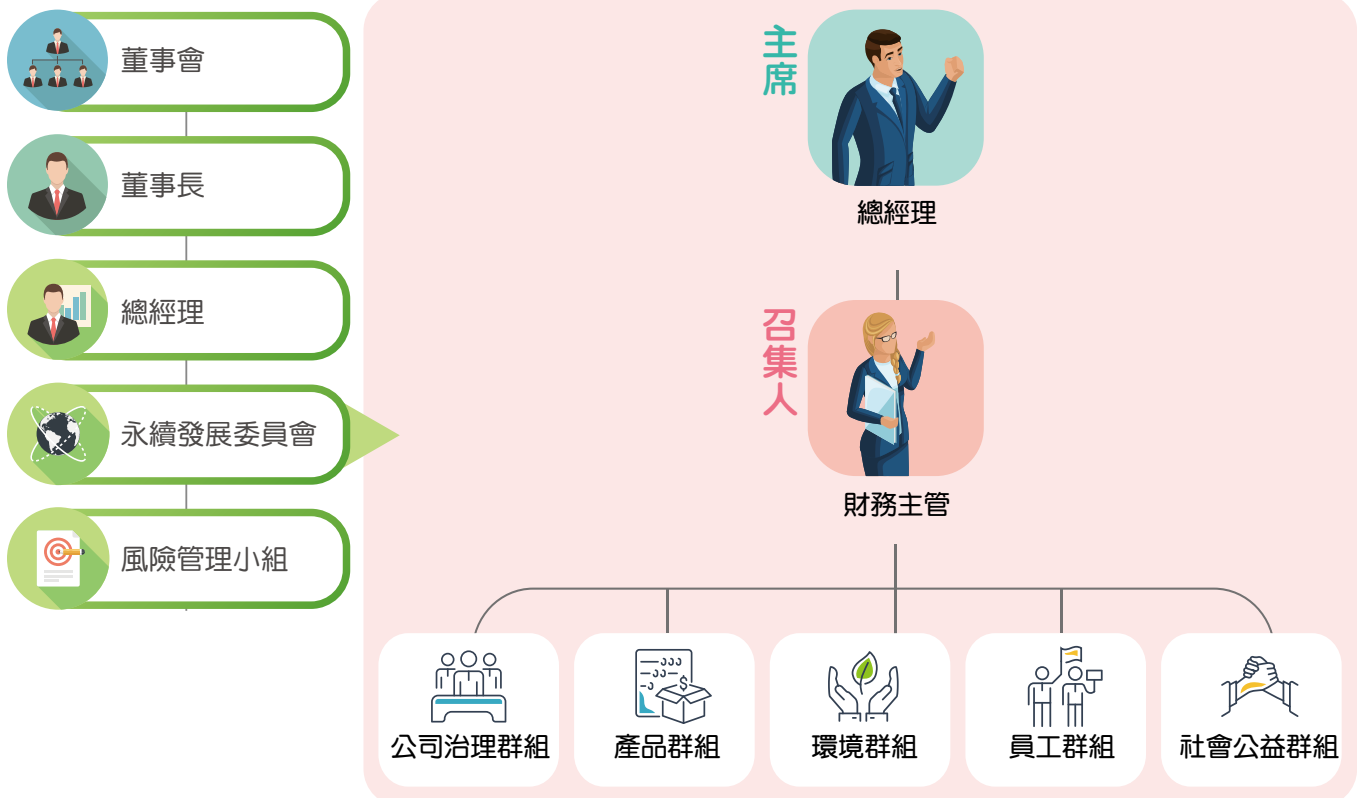 董事會
董事長
總經理
永續發展委員會
風險管理小組
主席
總經理
召集人
財務主管
公司治理群組
產品群組
環境群組
員工群組
社會公益群組